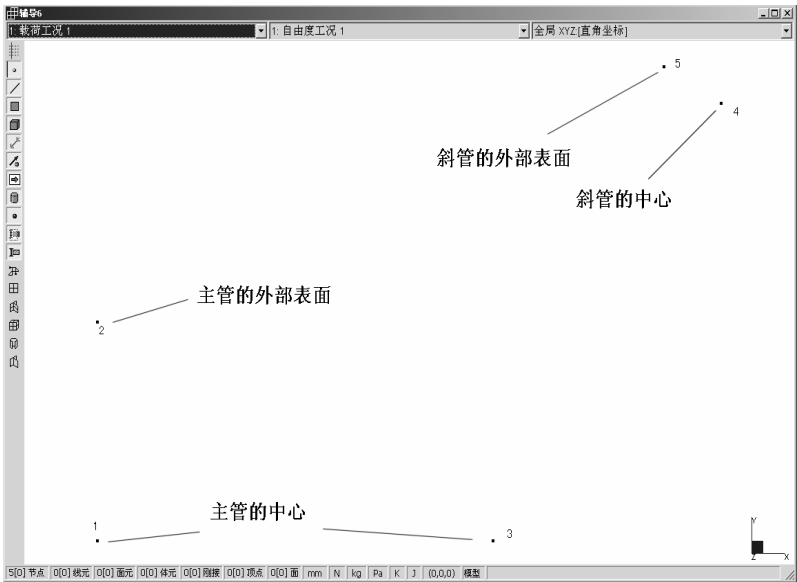 辅导6
1: 载荷工况 1
1: 自由度工况 1
全局 XYZ:[直角坐标]
5
4
斜管的外部表面
斜管的中心
主管的外部表面
2
主管的中心
1
3
Y
Z
X
5[0] 节点 0[0] 线元 0[0] 面元 0[0] 体元 0[0] 刚接 0[0] 顶点 0[0] 面 mm N kg Pa K J (0,0,0) 模型